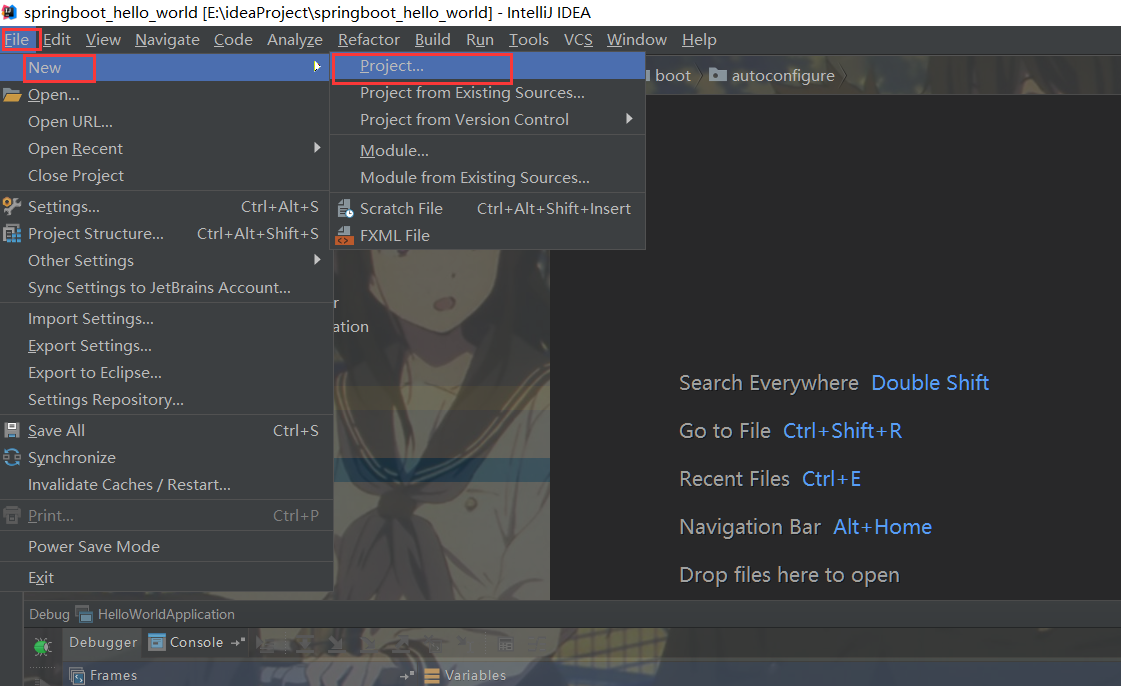 springboot_hello_world [E:\ideaProject\springboot_hello_world] - IntelliJ IDEA
File Edit View Navigate Code Analyze Refactor Build Run Tools VCS Window Help
New
Project...
boot autoconfigure
Open...
Project from Existing Sources...
Open URL...
Project from Version Control
Open Recent
Module...
Close Project
Module from Existing Sources...
Settings... Ctrl+Alt+S
Scratch File Ctrl+Alt+Shift+Insert
Project Structure... Ctrl+Alt+Shift+S
FXML File
Other Settings
Sync Settings to JetBrains Account...
Import Settings...
Export Settings...
Export to Eclipse...
Settings Repository...
Save All Ctrl+S
Synchronize
Invalidate Caches / Restart...
Print... Ctrl+P
Power Save Mode
Exit
r
ation
Search Everywhere Double Shift
Go to File Ctrl+Shift+R
Recent Files Ctrl+E
Navigation Bar Alt+Home
Drop files here to open
Debug HelloWorldApplication
Debugger Console
Frames Variables